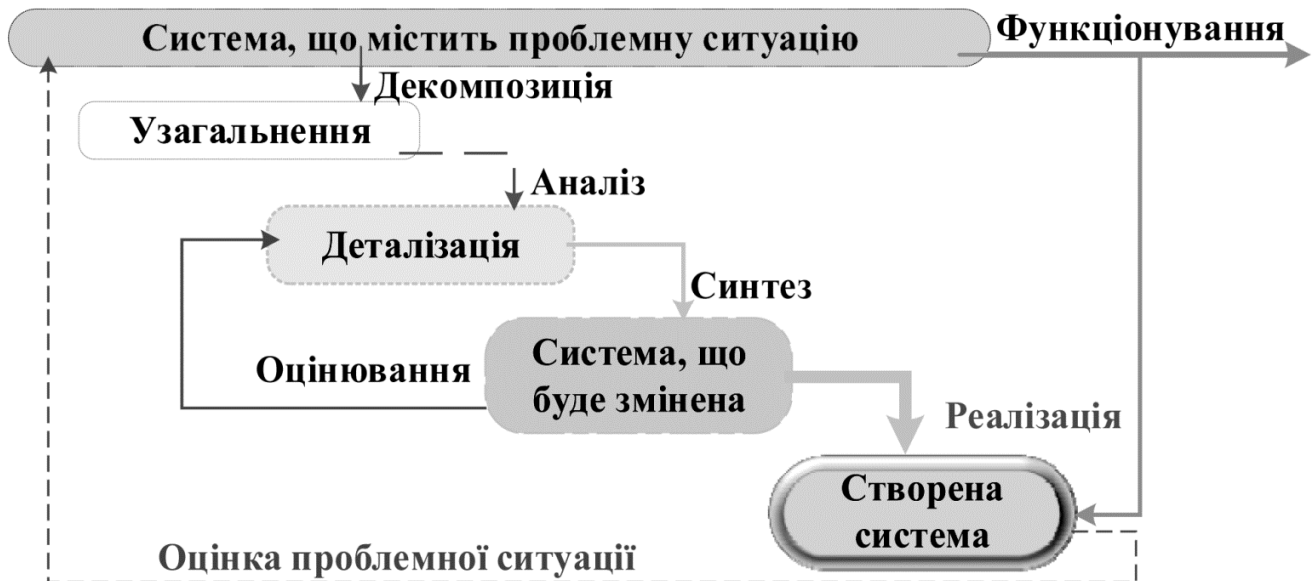 Система, що містить проблемну ситуацію
Функціонування
Декомпозиція
Узагальнення
Аналіз
Деталізація
Синтез
Оцінювання
Система, що
буде змінена
Реалізація
Створена
система
Оцінка проблемної ситуації